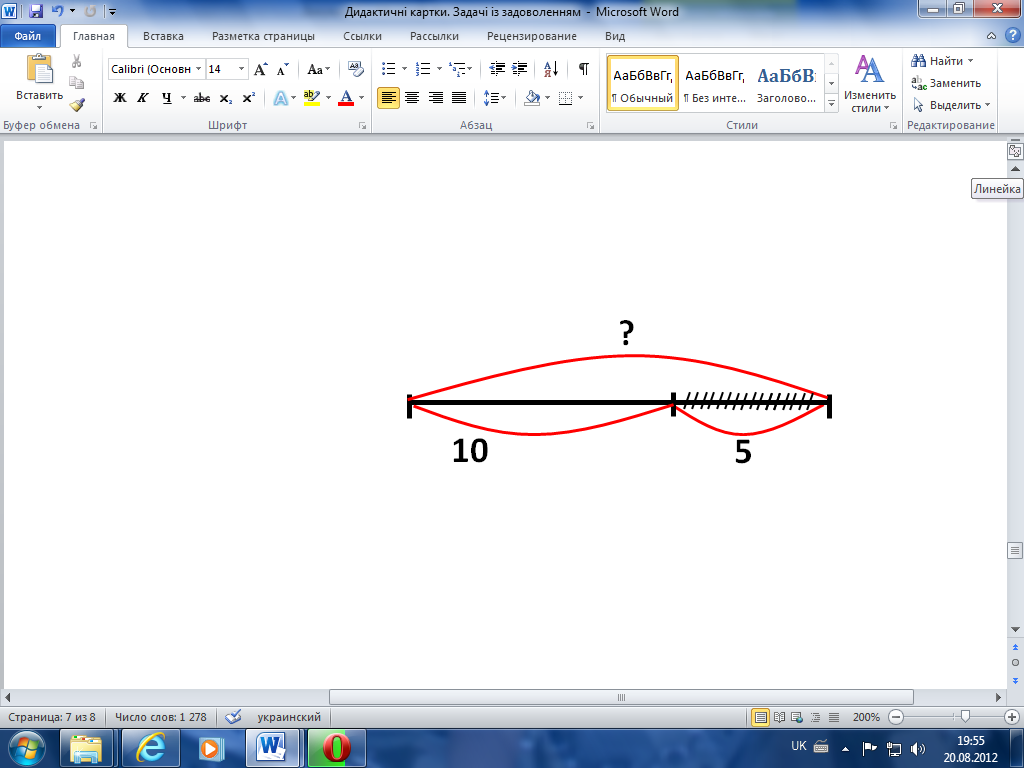 Дидактичні картки. Задачі із задоволенням - Microsoft Word
Файл Главная Вставка Разметка страницы Ссылки Рассылки Рецензирование Вид
Вставить
Calibri (Основн 14
АаБбВвГг, АаБбВвГг, АаБбВ
¶ Обычный ¶ Без инте... Заголово...
Изменить стили
Найти
Заменить
Выделить
Буфер обмена Шрифт Абзац Стили Редактирование
Линейка
?
10 5
Страница: 7 из 8 Число слов: 1 278 украинский 200%
UK 19:55
20.08.2012